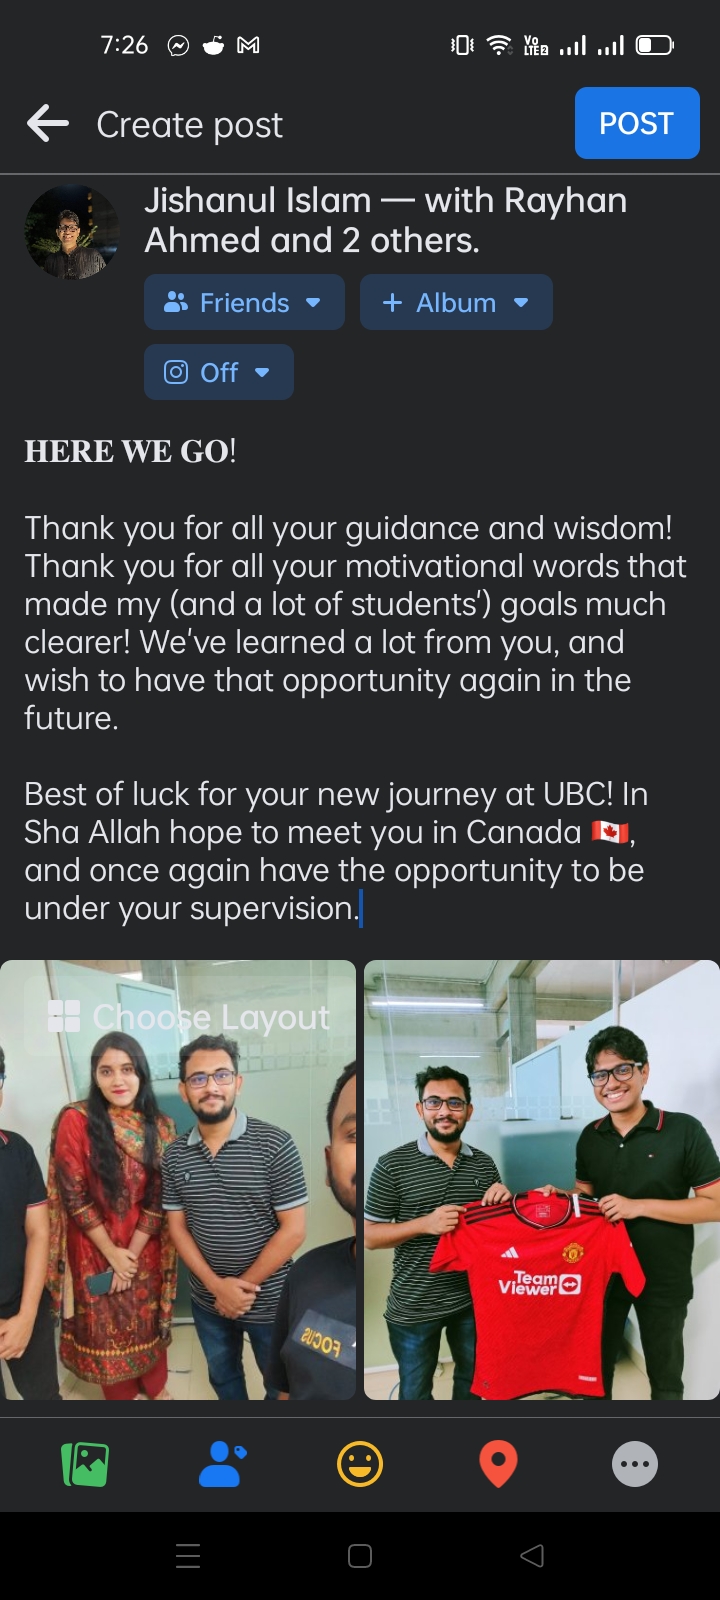 7:26
Vo
LTE2
Create post
POST
Jishanul Islam — with Rayhan
Ahmed and 2 others.
Friends
+ Album
Off
HERE WE GO!
Thank you for all your guidance and wisdom!
Thank you for all your motivational words that
made my (and a lot of students') goals much
clearer! We've learned a lot from you, and
wish to have that opportunity again in the
future.
Best of luck for your new journey at UBC! In
Sha Allah hope to meet you in Canada 🇨🇦,
and once again have the opportunity to be
under your supervision.
Choose Layout
FOCUS
Team
Viewer